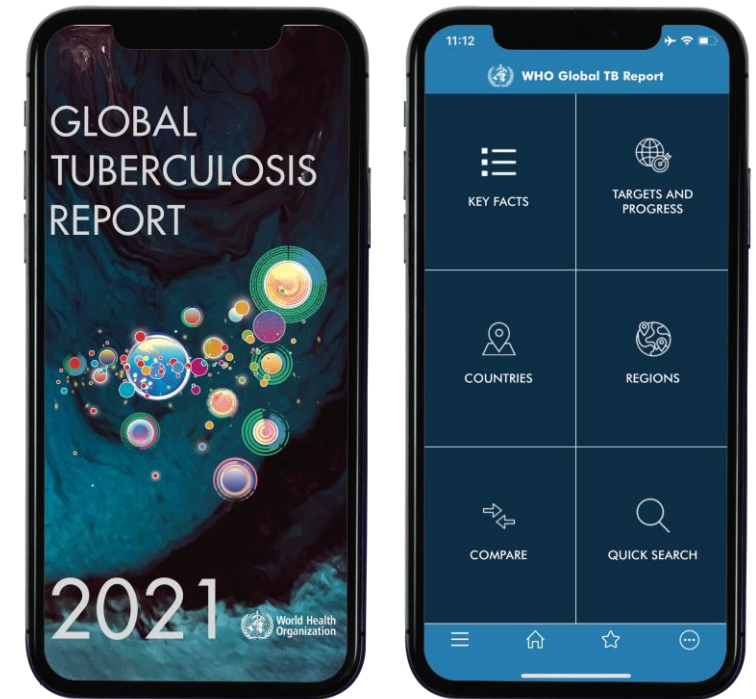 GLOBAL
TUBERCULOSIS
REPORT
2021
World Health
Organization
11:12
WHO Global TB Report
KEY FACTS
TARGETS AND
PROGRESS
COUNTRIES
REGIONS
COMPARE
QUICK SEARCH